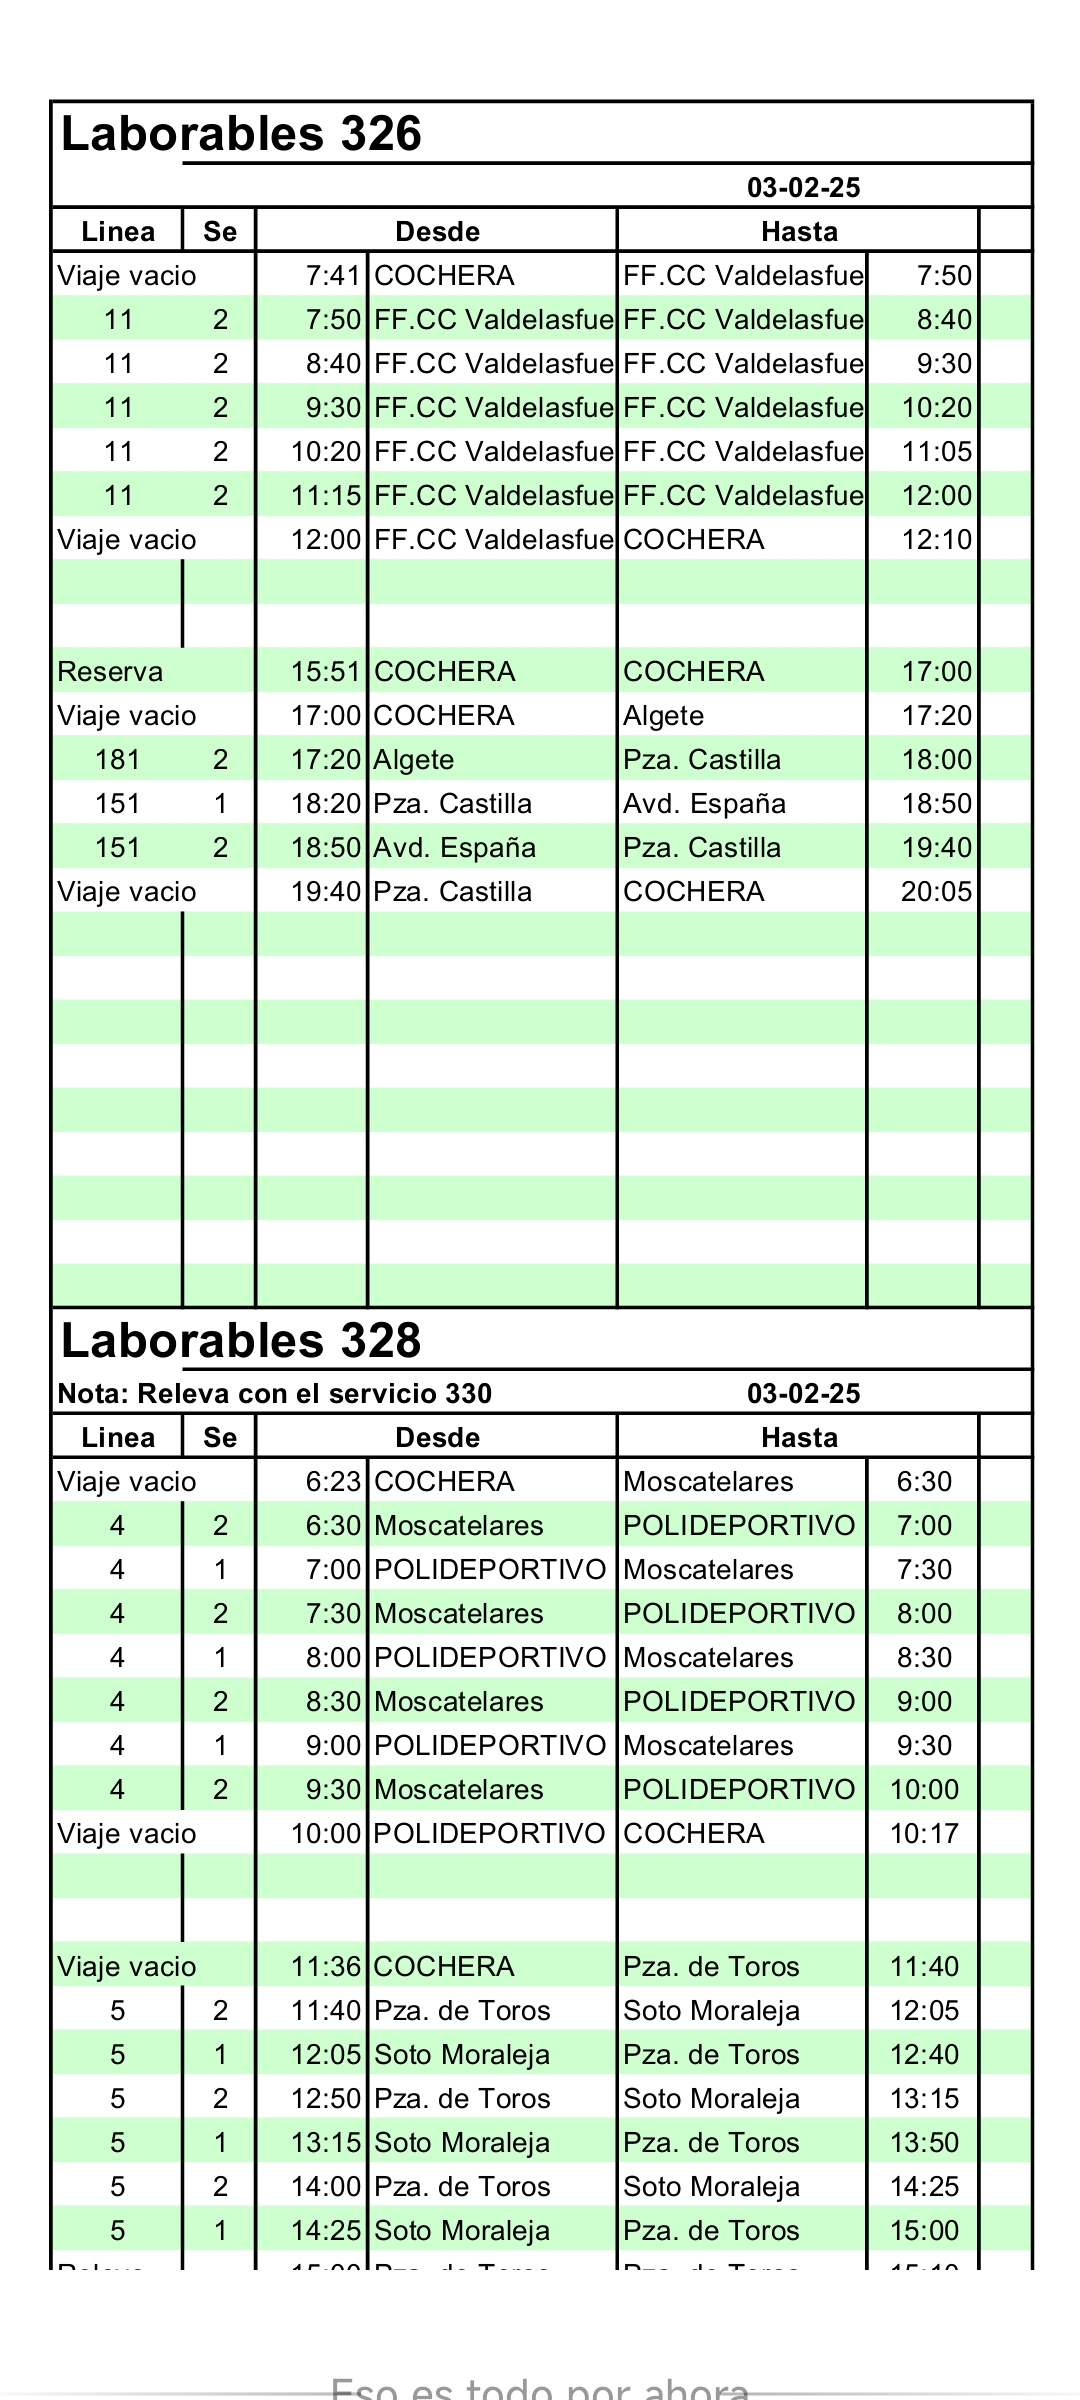 Laborables 326
03-02-25
Linea Se Desde Hasta
Viaje vacio 7:41 COCHERA FF.CC Valdelasfue 7:50
11 2 7:50 FF.CC Valdelasfue FF.CC Valdelasfue 8:40
11 2 8:40 FF.CC Valdelasfue FF.CC Valdelasfue 9:30
11 2 9:30 FF.CC Valdelasfue FF.CC Valdelasfue 10:20
11 2 10:20 FF.CC Valdelasfue FF.CC Valdelasfue 11:05
11 2 11:15 FF.CC Valdelasfue FF.CC Valdelasfue 12:00
Viaje vacio 12:00 FF.CC Valdelasfue COCHERA 12:10
Reserva 15:51 COCHERA COCHERA 17:00
Viaje vacio 17:00 COCHERA Algete 17:20
181 2 17:20 Algete Pza. Castilla 18:00
151 1 18:20 Pza. Castilla Avd. España 18:50
151 2 18:50 Avd. España Pza. Castilla 19:40
Viaje vacio 19:40 Pza. Castilla COCHERA 20:05
Laborables 328
Nota: Releva con el servicio 330 03-02-25
Linea Se Desde Hasta
Viaje vacio 6:23 COCHERA Moscatelares 6:30
4 2 6:30 Moscatelares POLIDEPORTIVO 7:00
4 1 7:00 POLIDEPORTIVO Moscatelares 7:30
4 2 7:30 Moscatelares POLIDEPORTIVO 8:00
4 1 8:00 POLIDEPORTIVO Moscatelares 8:30
4 2 8:30 Moscatelares POLIDEPORTIVO 9:00
4 1 9:00 POLIDEPORTIVO Moscatelares 9:30
4 2 9:30 Moscatelares POLIDEPORTIVO 10:00
Viaje vacio 10:00 POLIDEPORTIVO COCHERA 10:17
Viaje vacio 11:36 COCHERA Pza. de Toros 11:40
5 2 11:40 Pza. de Toros Soto Moraleja 12:05
5 1 12:05 Soto Moraleja Pza. de Toros 12:40
5 2 12:50 Pza. de Toros Soto Moraleja 13:15
5 1 13:15 Soto Moraleja Pza. de Toros 13:50
5 2 14:00 Pza. de Toros Soto Moraleja 14:25
5 1 14:25 Soto Moraleja Pza. de Toros 15:00
Pza. de Toros Pza. de Toros
Eso es todo por ahora